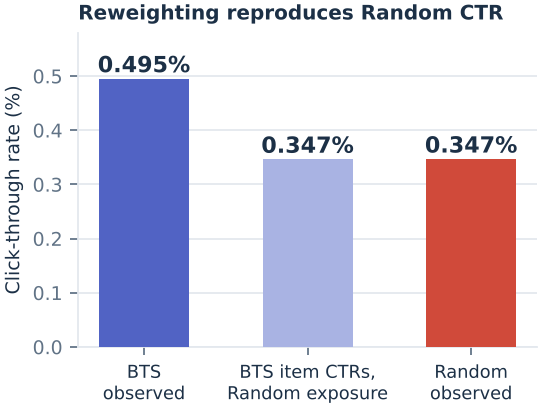 Reweighting reproduces Random CTR
Click-through rate (%)
0.5
0.4
0.3
0.2
0.1
0.0
0.495%
0.347%
0.347%
BTS
observed
BTS item CTRs,
Random exposure
Random
observed